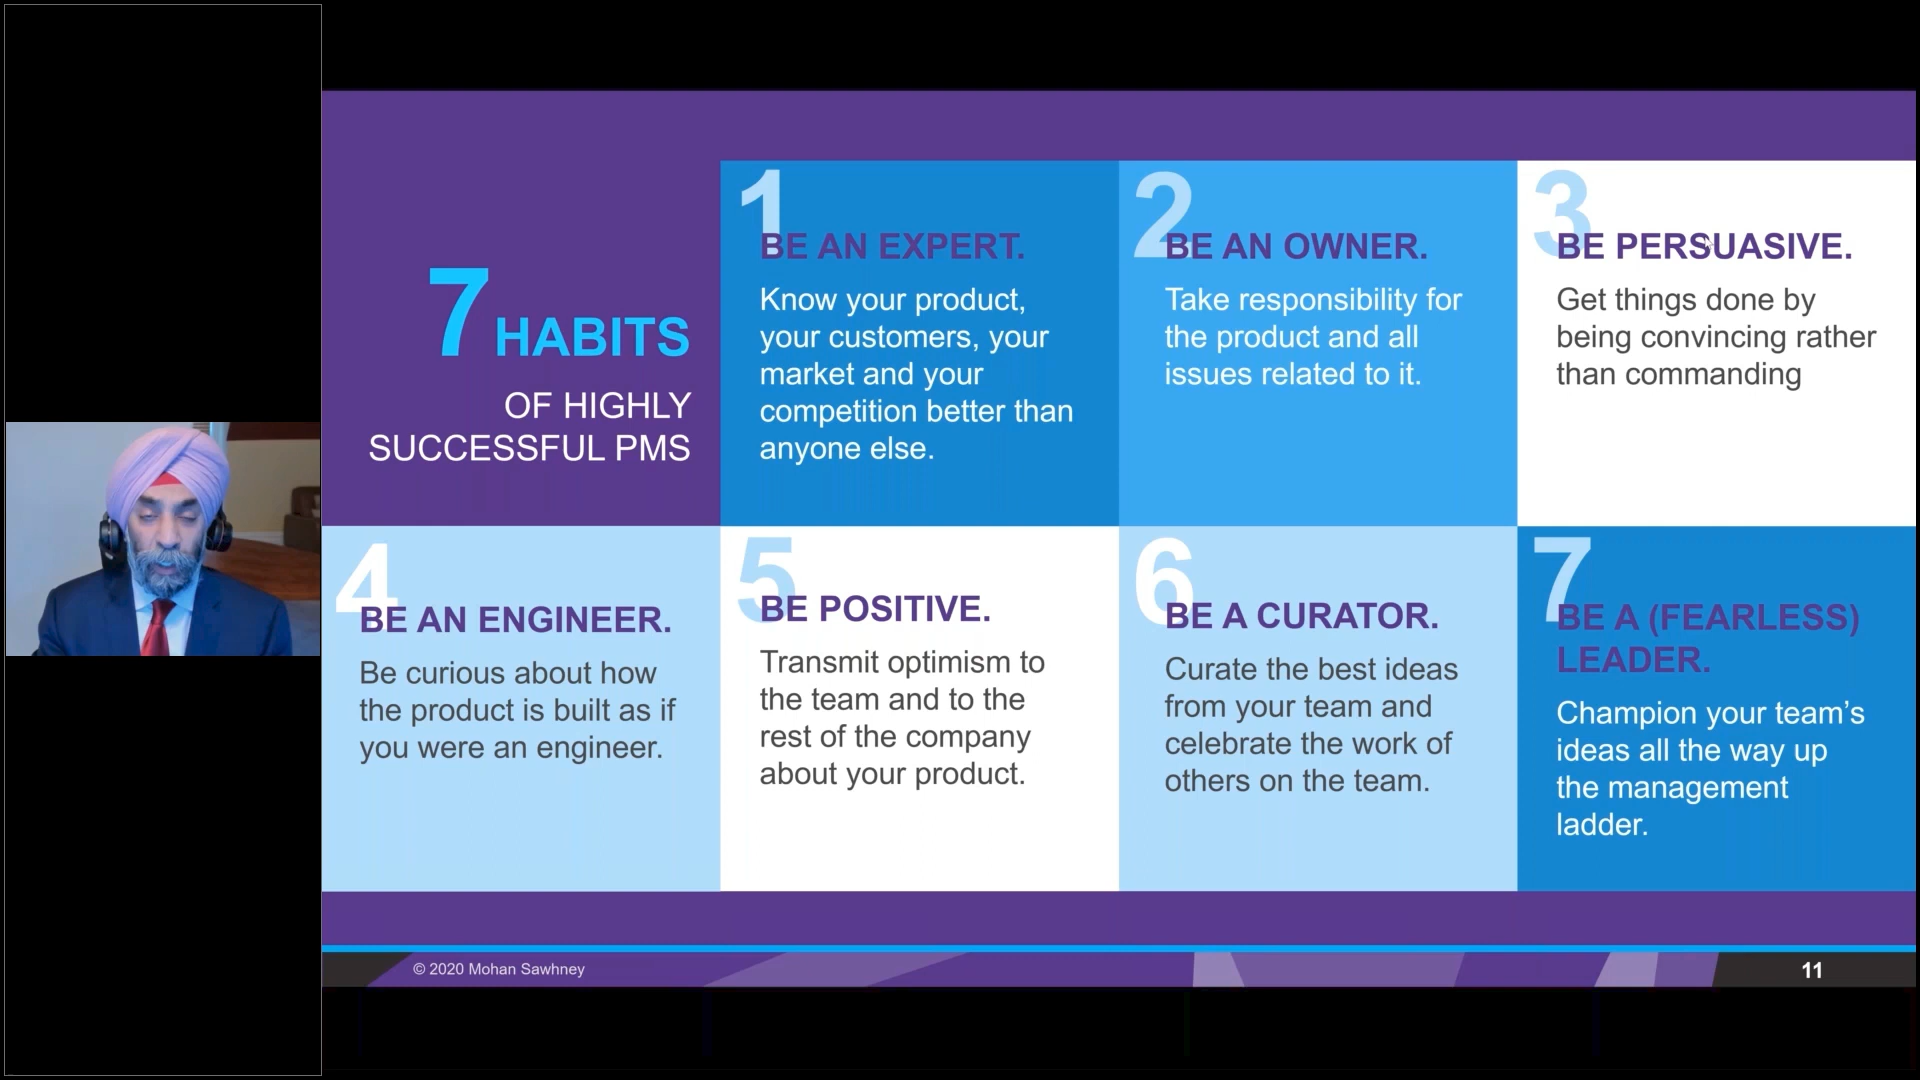 7 HABITS
OF HIGHLY
SUCCESSFUL PMS
1
BE AN EXPERT.
Know your product,
your customers, your
market and your
competition better than
anyone else.
2
BE AN OWNER.
Take responsibility for
the product and all
issues related to it.
3
BE PERSUASIVE.
Get things done by
being convincing rather
than commanding
4
BE AN ENGINEER.
Be curious about how
the product is built as if
you were an engineer.
5
BE POSITIVE.
Transmit optimism to
the team and to the
rest of the company
about your product.
6
BE A CURATOR.
Curate the best ideas
from your team and
celebrate the work of
others on the team.
7
BE A (FEARLESS)
LEADER.
Champion your team’s
ideas all the way up
the management
ladder.
© 2020 Mohan Sawhney
11